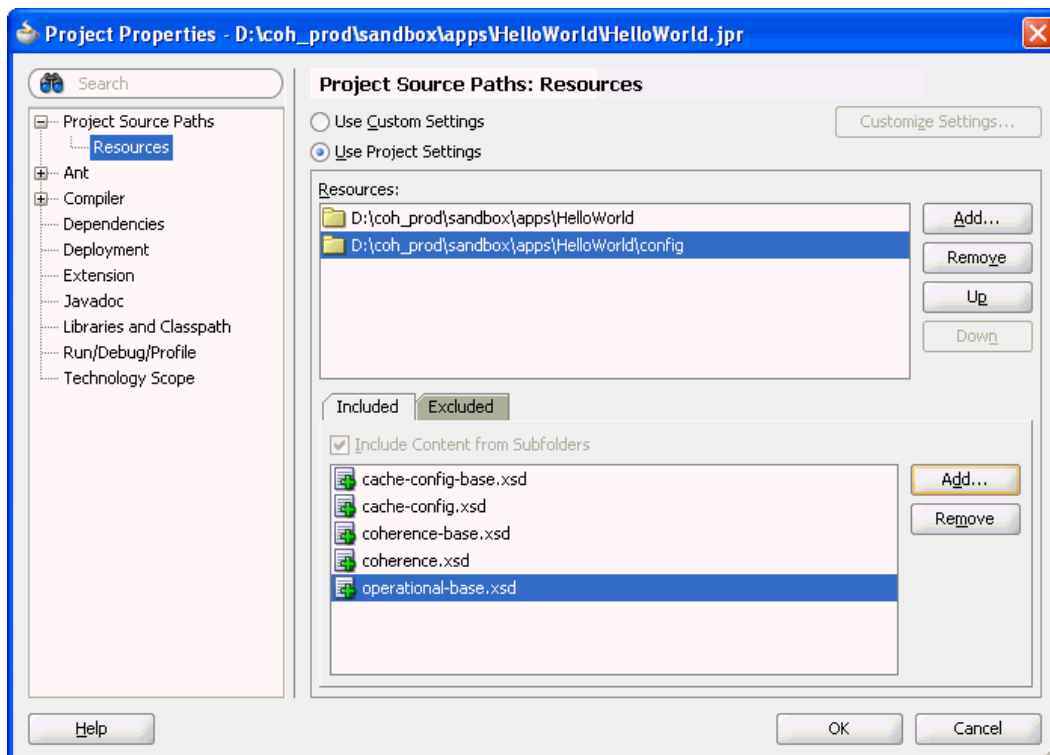 Project Properties - D:\coh_prod\sandbox\apps\HelloWorld\HelloWorld.jpr
Search
Project Source Paths
Resources
Ant
Compiler
Dependencies
Deployment
Extension
Javadoc
Libraries and Classpath
Run/Debug/Profile
Technology Scope
Project Source Paths: Resources
Use Custom Settings
Customize Settings...
Use Project Settings
Resources:
D:\coh_prod\sandbox\apps\HelloWorld
D:\coh_prod\sandbox\apps\HelloWorld\config
Add...
Remove
Up
Down
Included
Excluded
Include Content from Subfolders
cache-config-base.xsd
cache-config.xsd
coherence-base.xsd
coherence.xsd
operational-base.xsd
Add...
Remove
Help
OK
Cancel